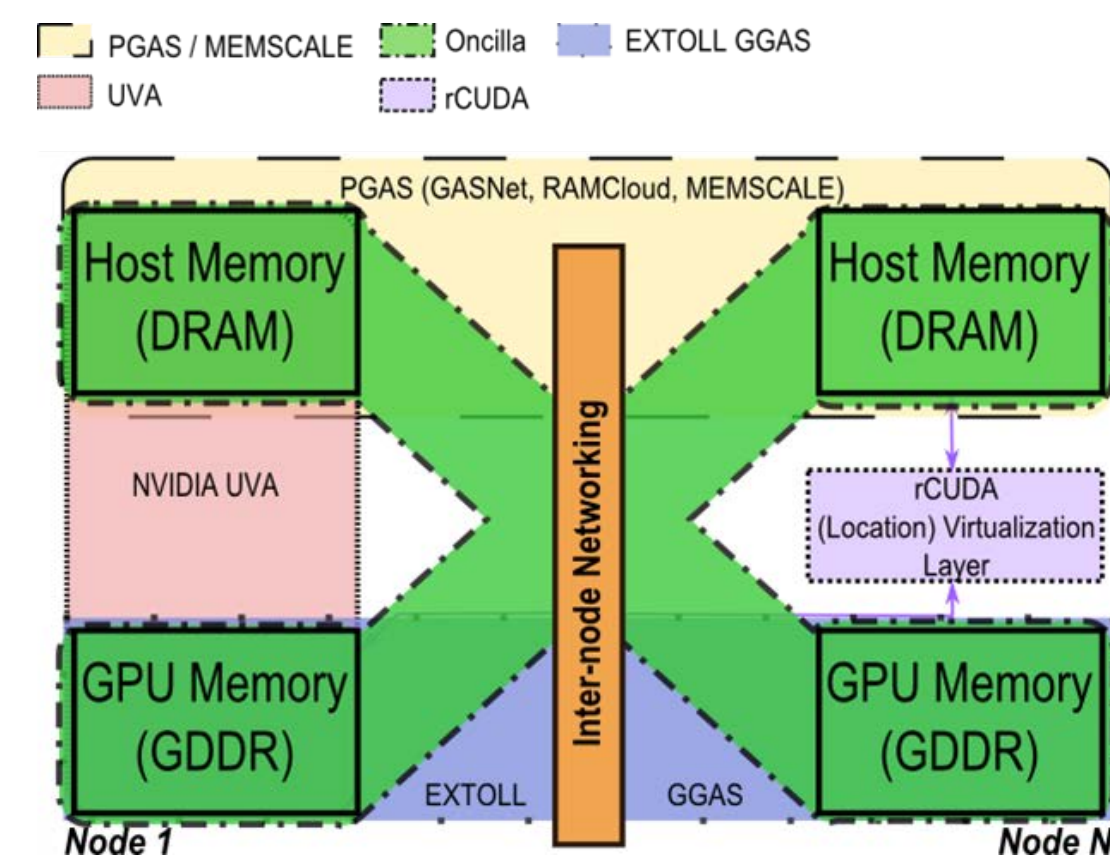 PGAS / MEMSCALE
Oncilla
EXTOLL GGAS
UVA
rCUDA
PGAS (GASNet, RAMCloud, MEMSCALE)
Host Memory
(DRAM)
Host Memory
(DRAM)
NVIDIA UVA
Inter-node Networking
rCUDA
(Location) Virtualization
Layer
GPU Memory
(GDDR)
GPU Memory
(GDDR)
EXTOLL
GGAS
Node 1
Node N